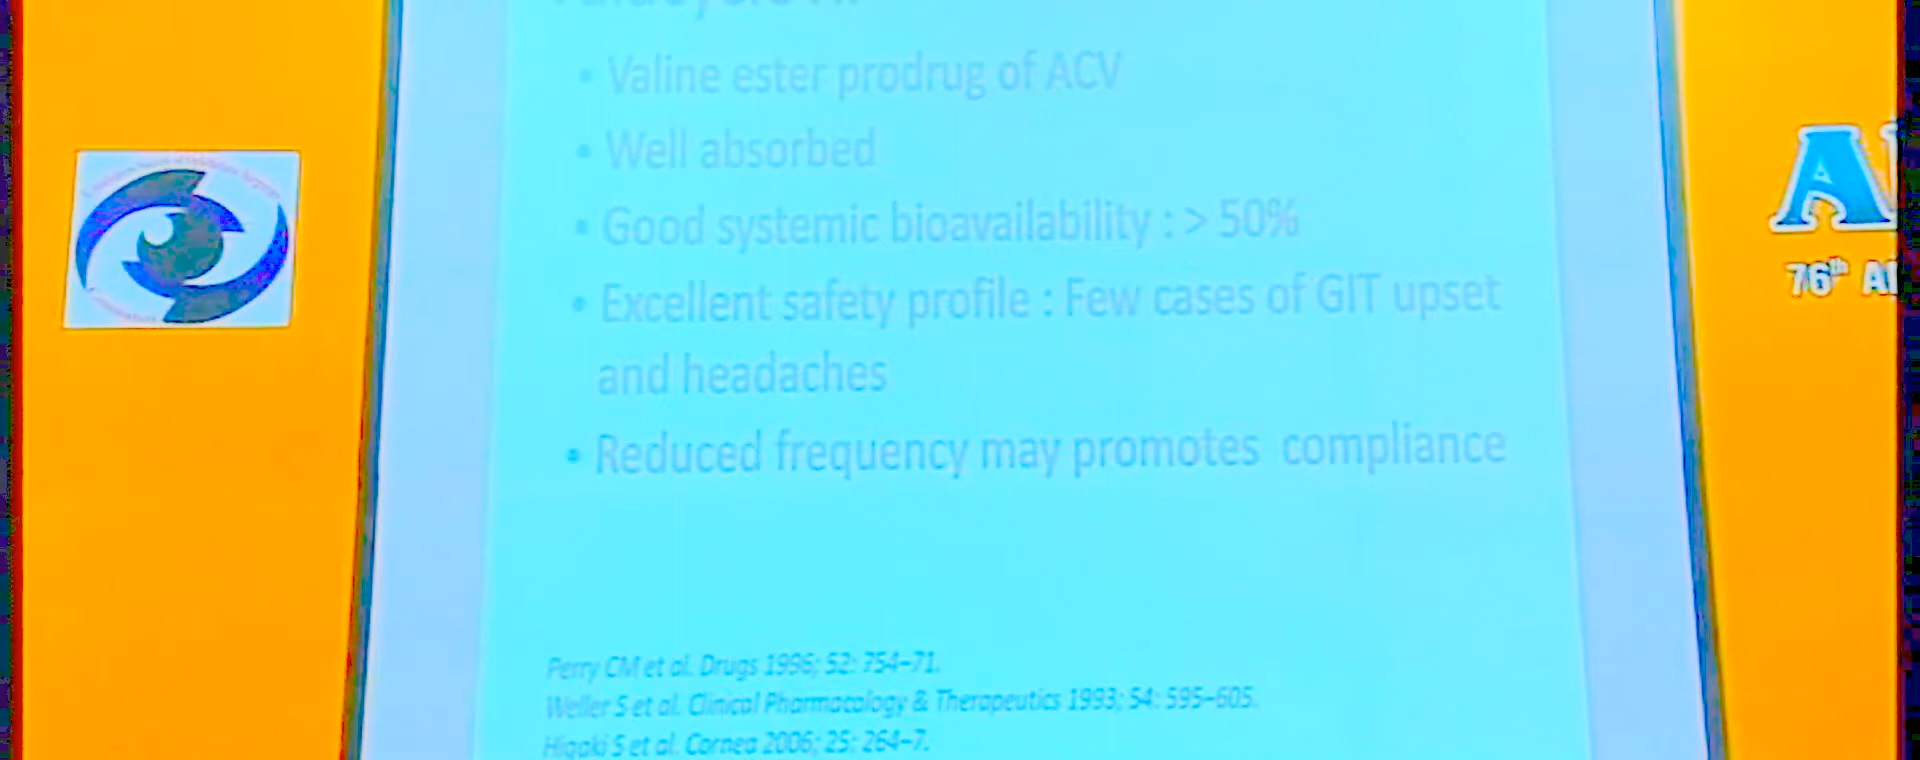 • Valine ester prodrug of ACV
• Well absorbed
• Good systemic bioavailability : > 50%
• Excellent safety profile : Few cases of GIT upset
and headaches
• Reduced frequency may promotes compliance
76th
Perry CM et al. Drugs 1996; 52: 754–71.
Weller S et al. Clinical Pharmacology & Therapeutics 1993; 54: 595–605.
Higaki S et al. Cornea 2006; 25: 264–7.